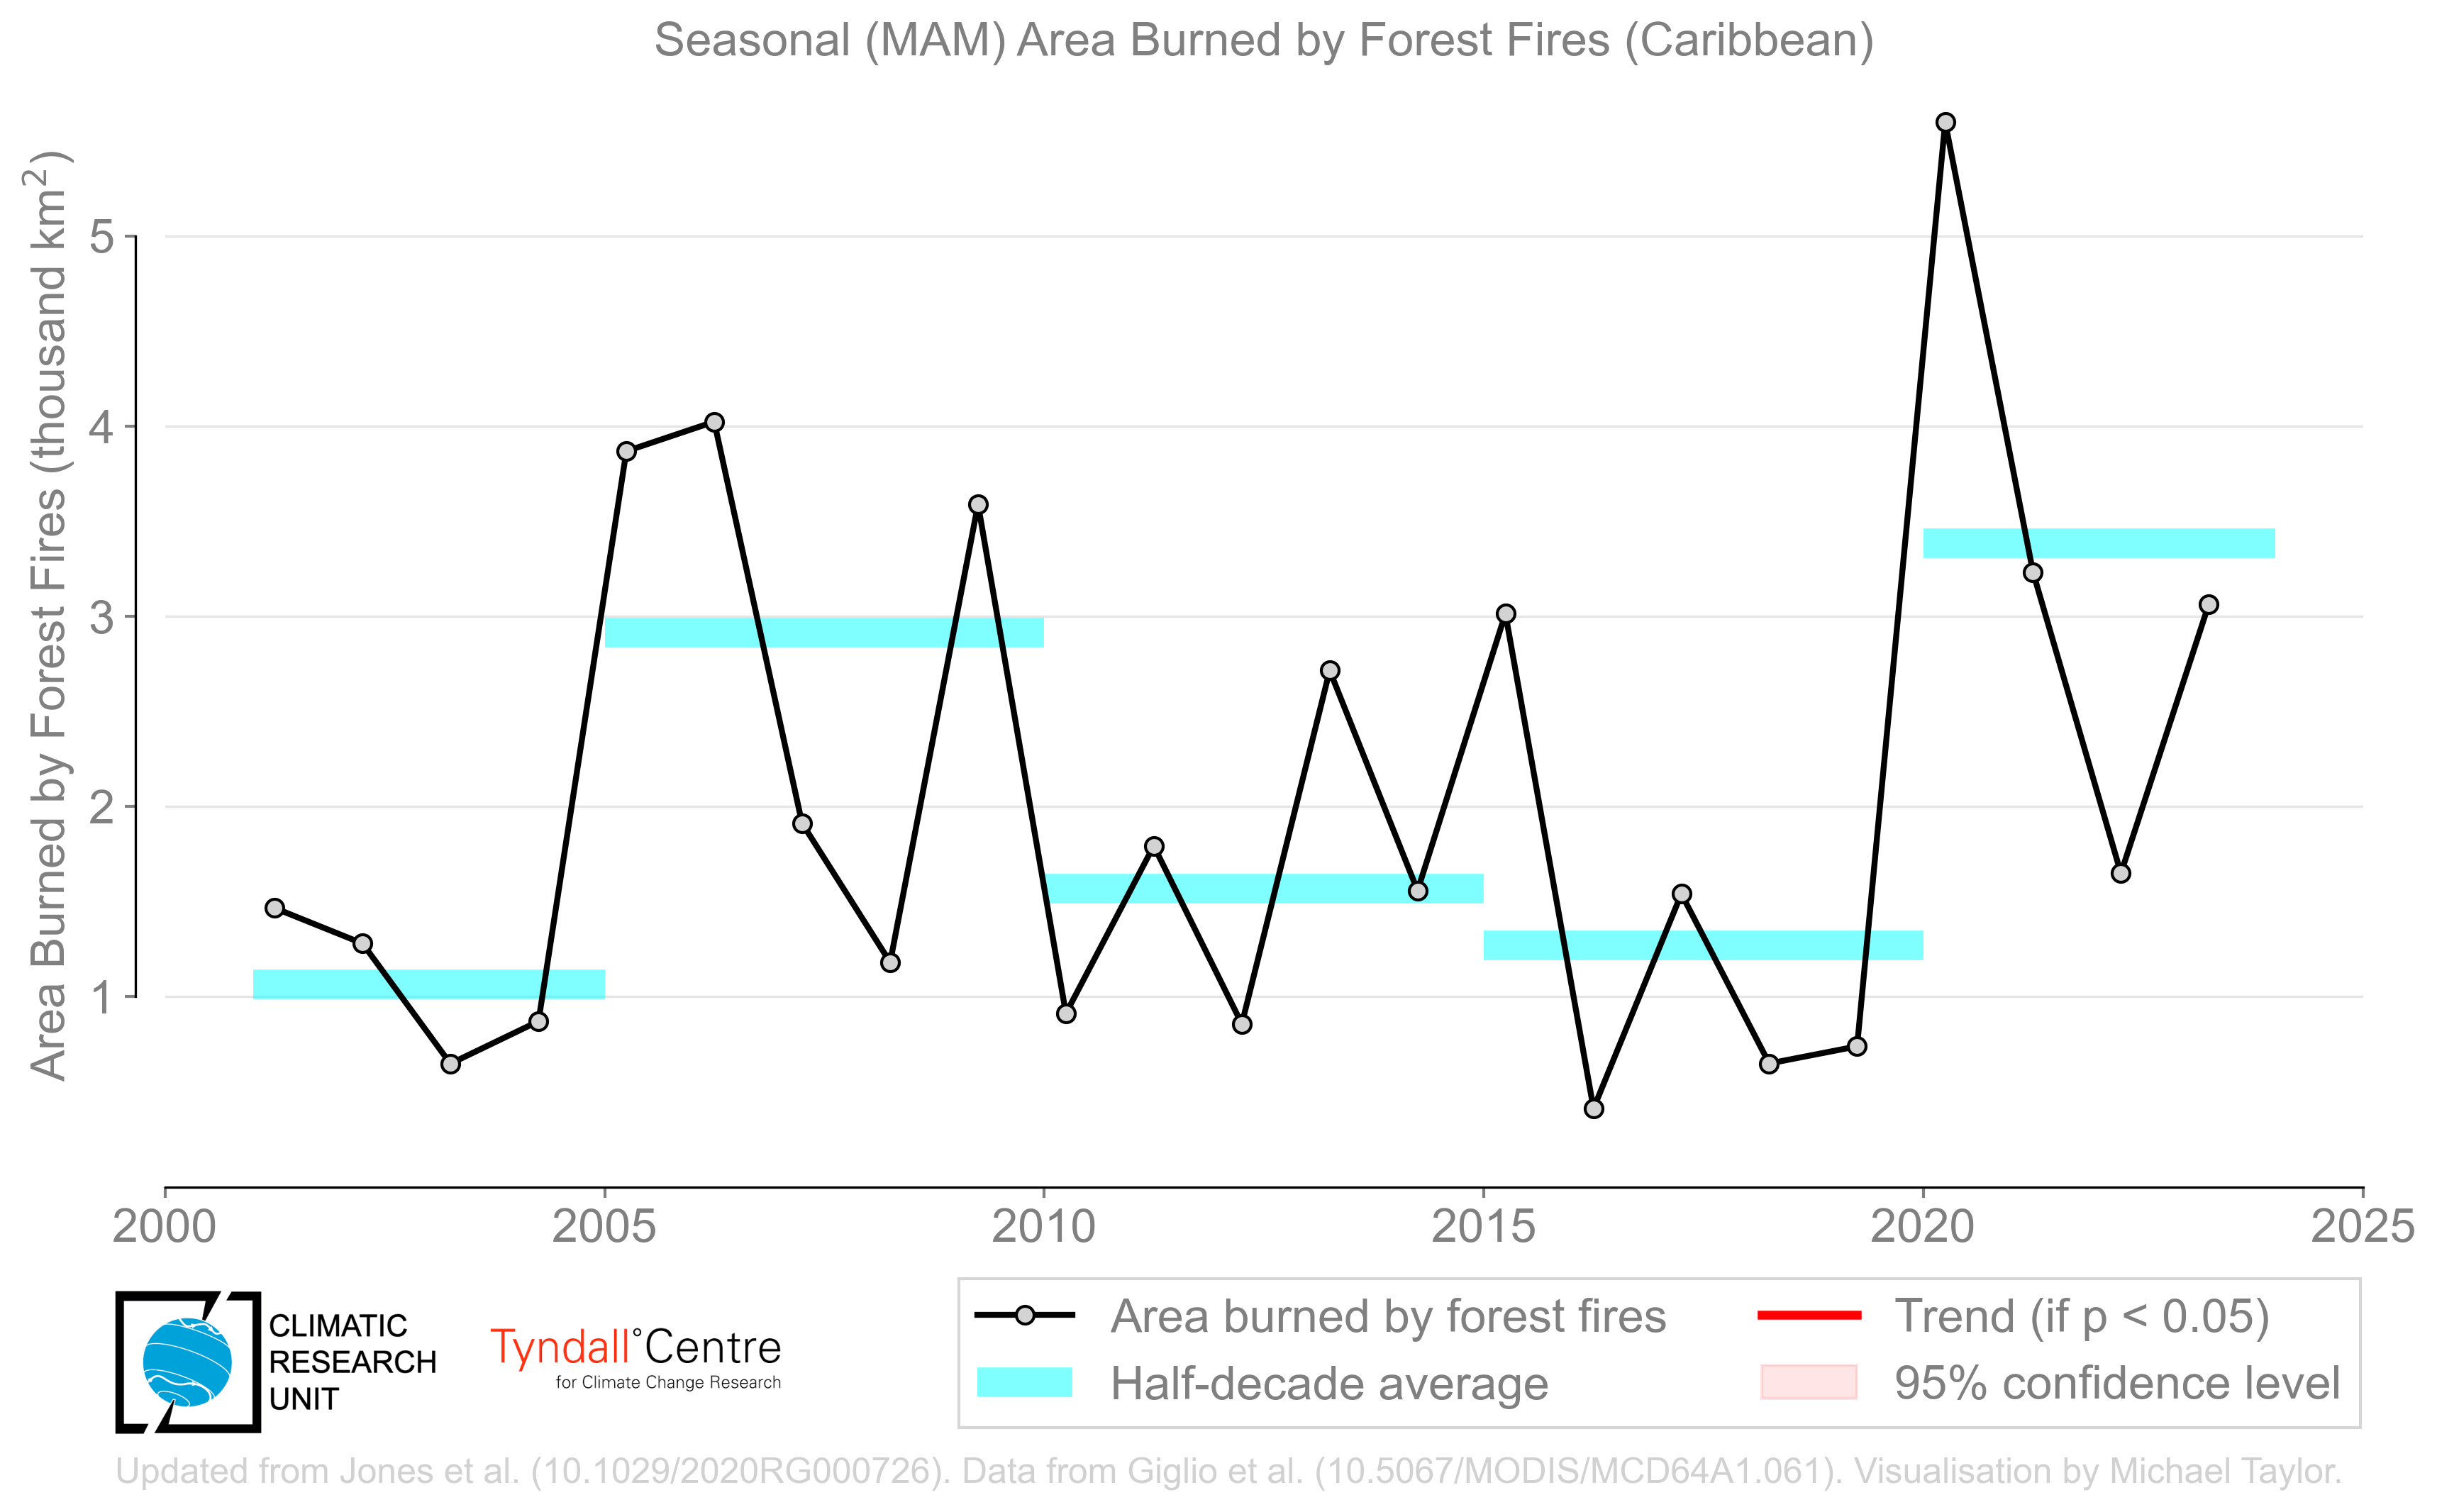 Seasonal (MAM) Area Burned by Forest Fires (Caribbean)
Area Burned by Forest Fires (thousand km²)
5
4
3
2
1
2000 2005 2010 2015 2020 2025
CLIMATIC
RESEARCH
UNIT
Tyndall°Centre
for Climate Change Research
Area burned by forest fires
Half-decade average
Trend (if p < 0.05)
95% confidence level
Updated from Jones et al. (10.1029/2020RG000726). Data from Giglio et al. (10.5067/MODIS/MCD64A1.061). Visualisation by Michael Taylor.